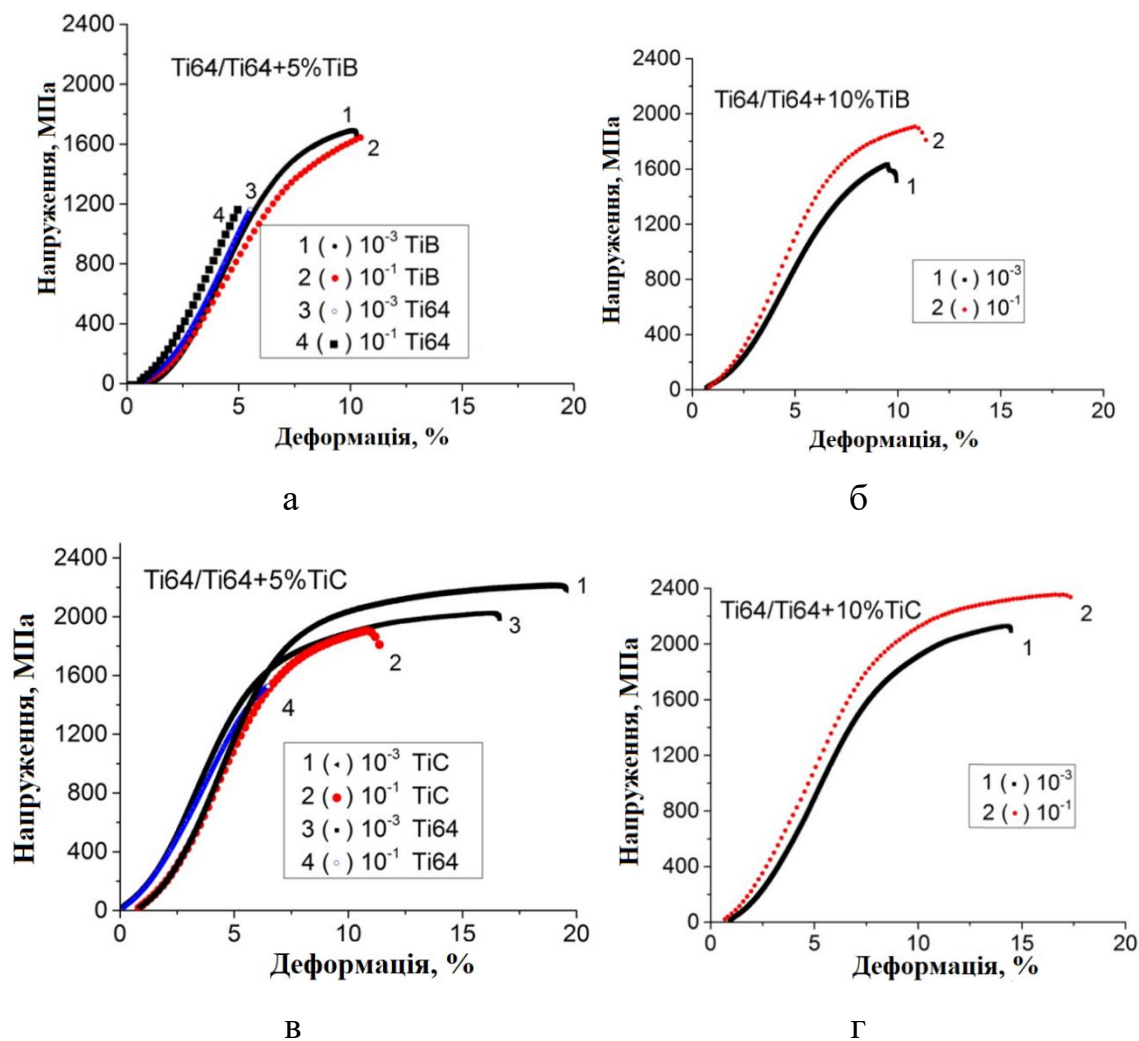 2400
2000
1600
1200
800
400
0
Напруження, МПа
Ti64/Ti64+5%TiB
1
2
3
4
1 (•) 10⁻³ TiB
2 (•) 10⁻¹ TiB
3 (○) 10⁻³ Ti64
4 (■) 10⁻¹ Ti64
0 5 10 15 20
Деформація, %
а
2400
2000
1600
1200
800
400
0
Напруження, МПа
Ti64/Ti64+10%TiB
2
1
1 (▪) 10⁻³
2 (•) 10⁻¹
0 5 10 15 20
Деформація, %
б
2400
2000
1600
1200
800
400
0
Напруження, МПа
Ti64/Ti64+5%TiC
1
3
2
4
1 (◂) 10⁻³ TiC
2 (●) 10⁻¹ TiC
3 (▪) 10⁻³ Ti64
4 (○) 10⁻¹ Ti64
0 5 10 15 20
Деформація, %
в
2400
2000
1600
1200
800
400
0
Напруження, МПа
Ti64/Ti64+10%TiC
2
1
1 (▪) 10⁻³
2 (•) 10⁻¹
0 5 10 15 20
Деформація, %
г